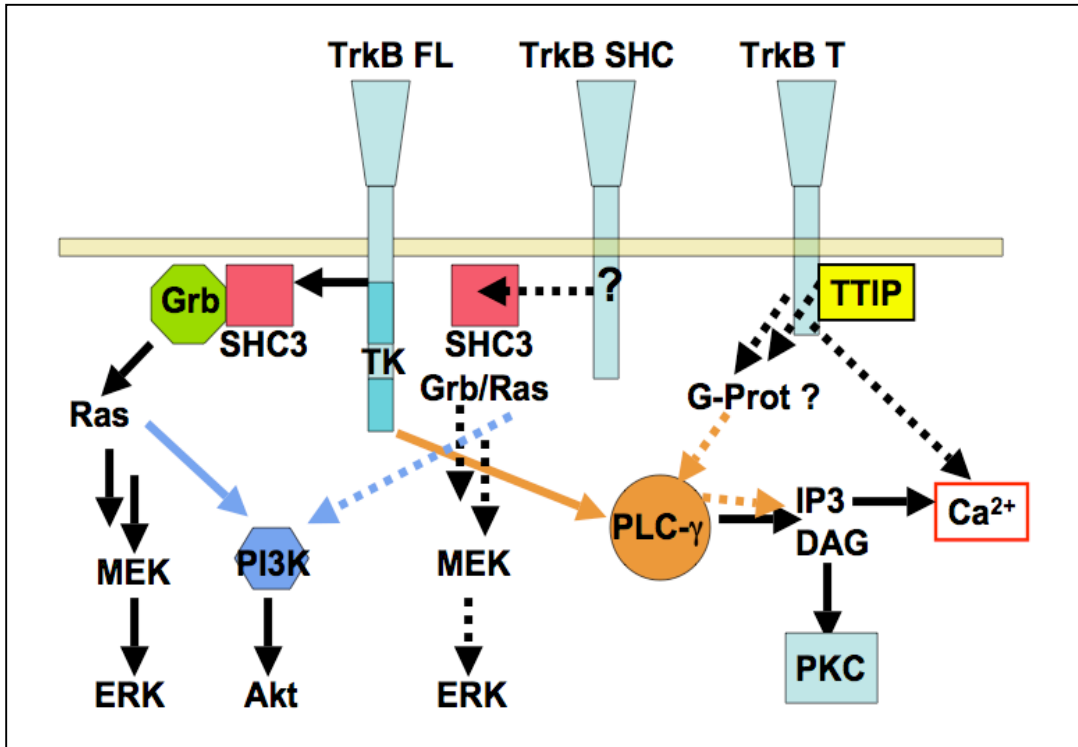 TrkB FL TrkB SHC TrkB T
? TTIP
Grb
SHC3 SHC3
TK
Grb/Ras G-Prot ?
Ras
IP3 Ca²⁺
PLC-γ
DAG
MEK PI3K MEK
PKC
ERK Akt ERK